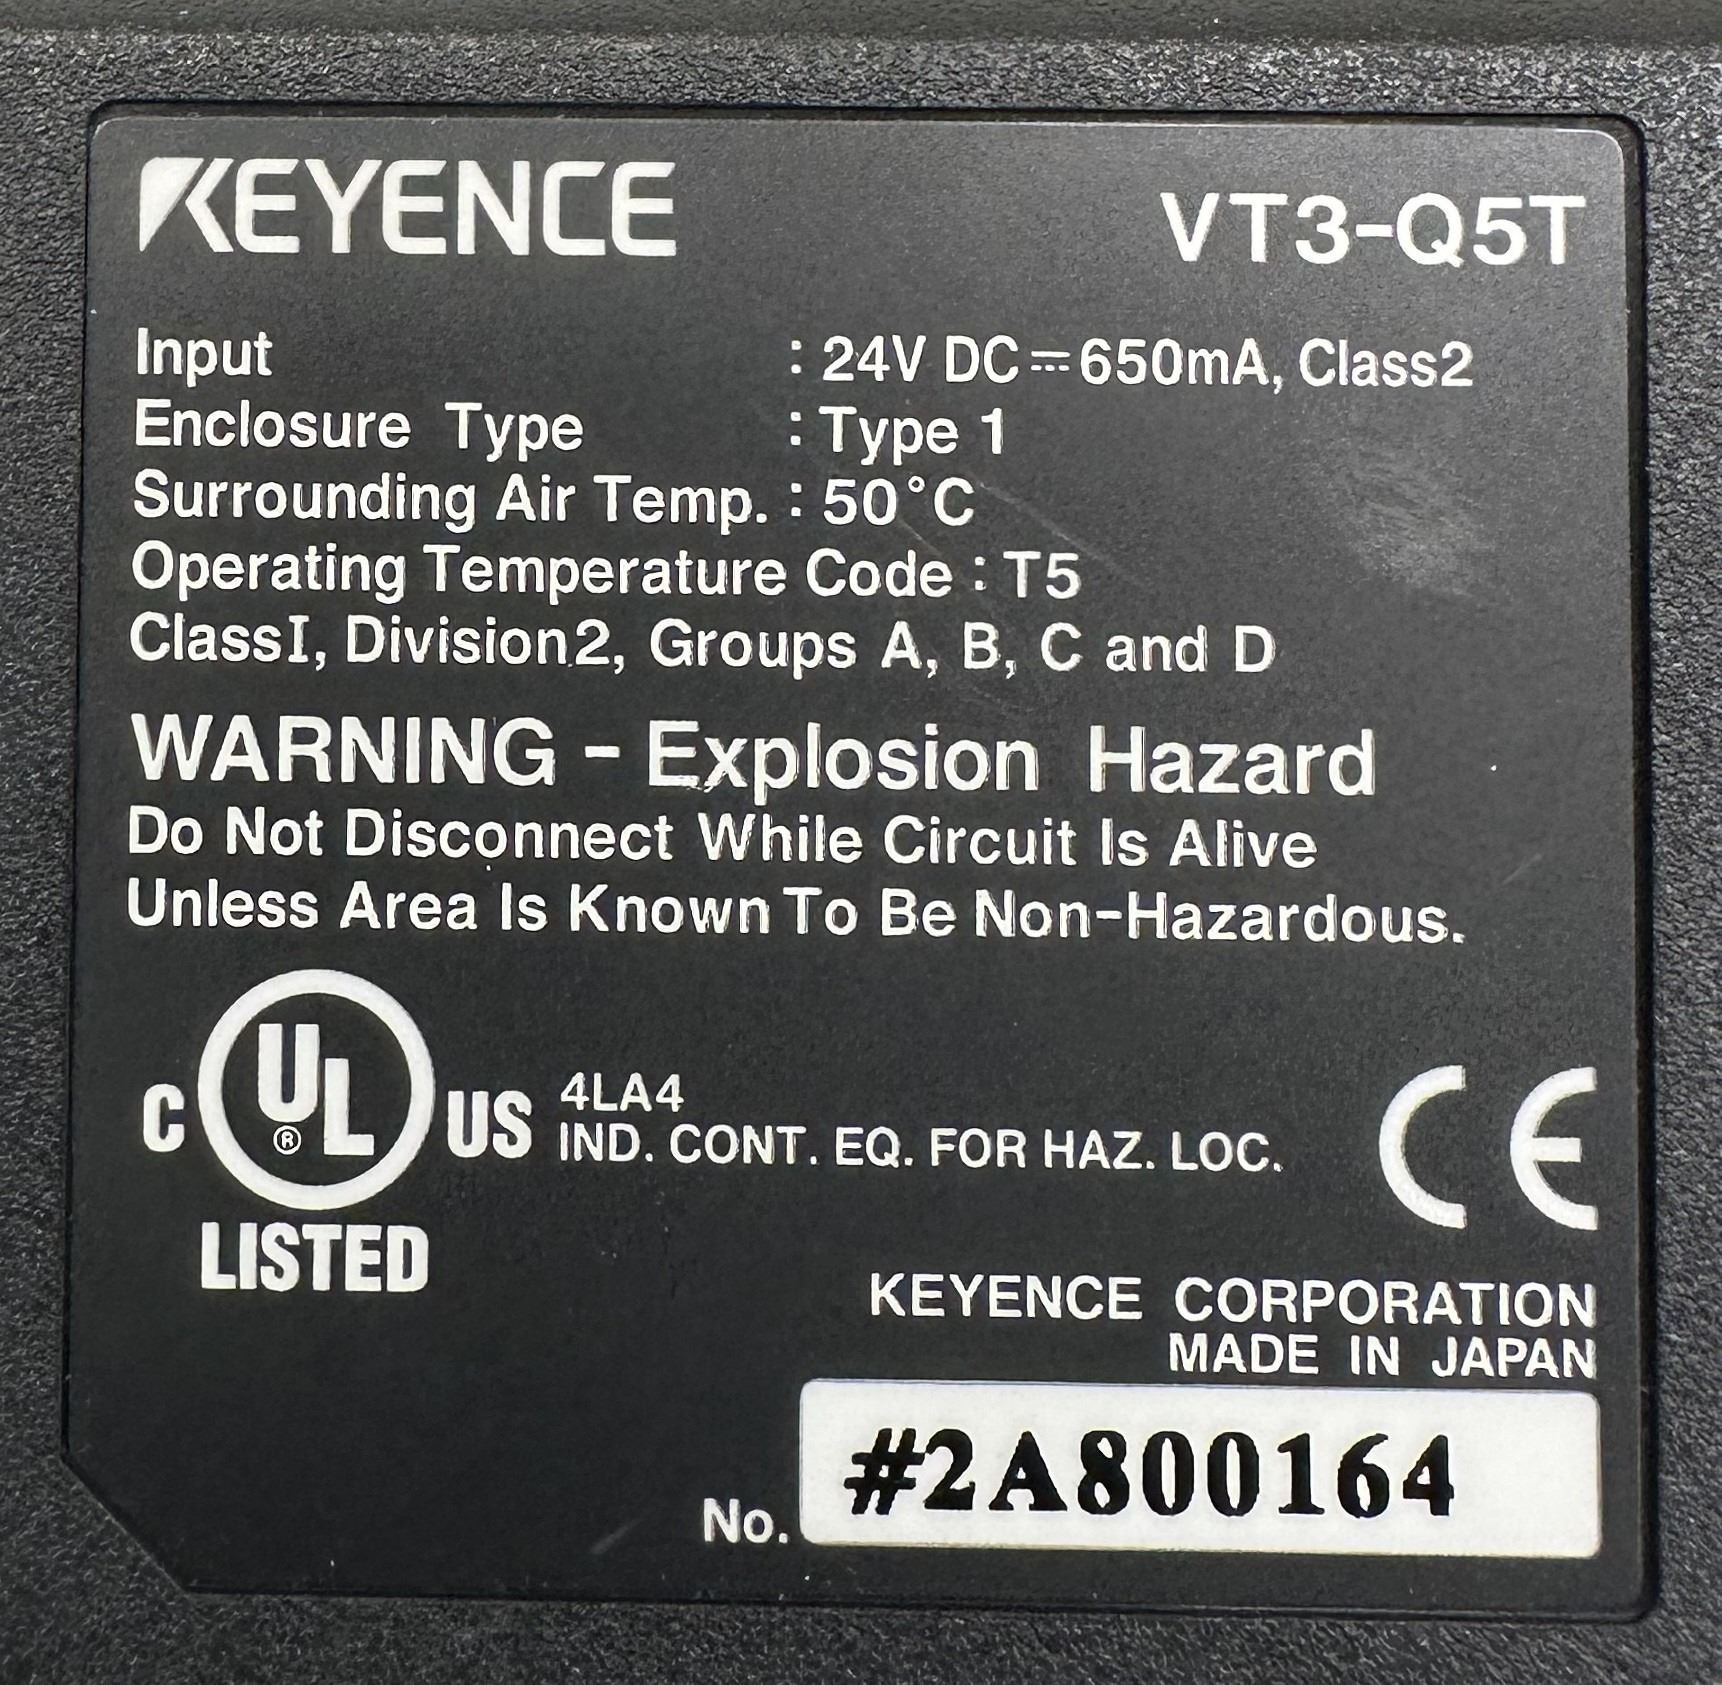 KEYENCE VT3-Q5T
Input : 24V DC⎓650mA, Class2
Enclosure Type : Type 1
Surrounding Air Temp. : 50°C
Operating Temperature Code : T5
ClassI, Division2, Groups A, B, C and D
WARNING - Explosion Hazard
Do Not Disconnect While Circuit Is Alive
Unless Area Is Known To Be Non-Hazardous.
C UL ® US
LISTED
4LA4
IND. CONT. EQ. FOR HAZ. LOC.
CE
KEYENCE CORPORATION
MADE IN JAPAN
No. #2A800164